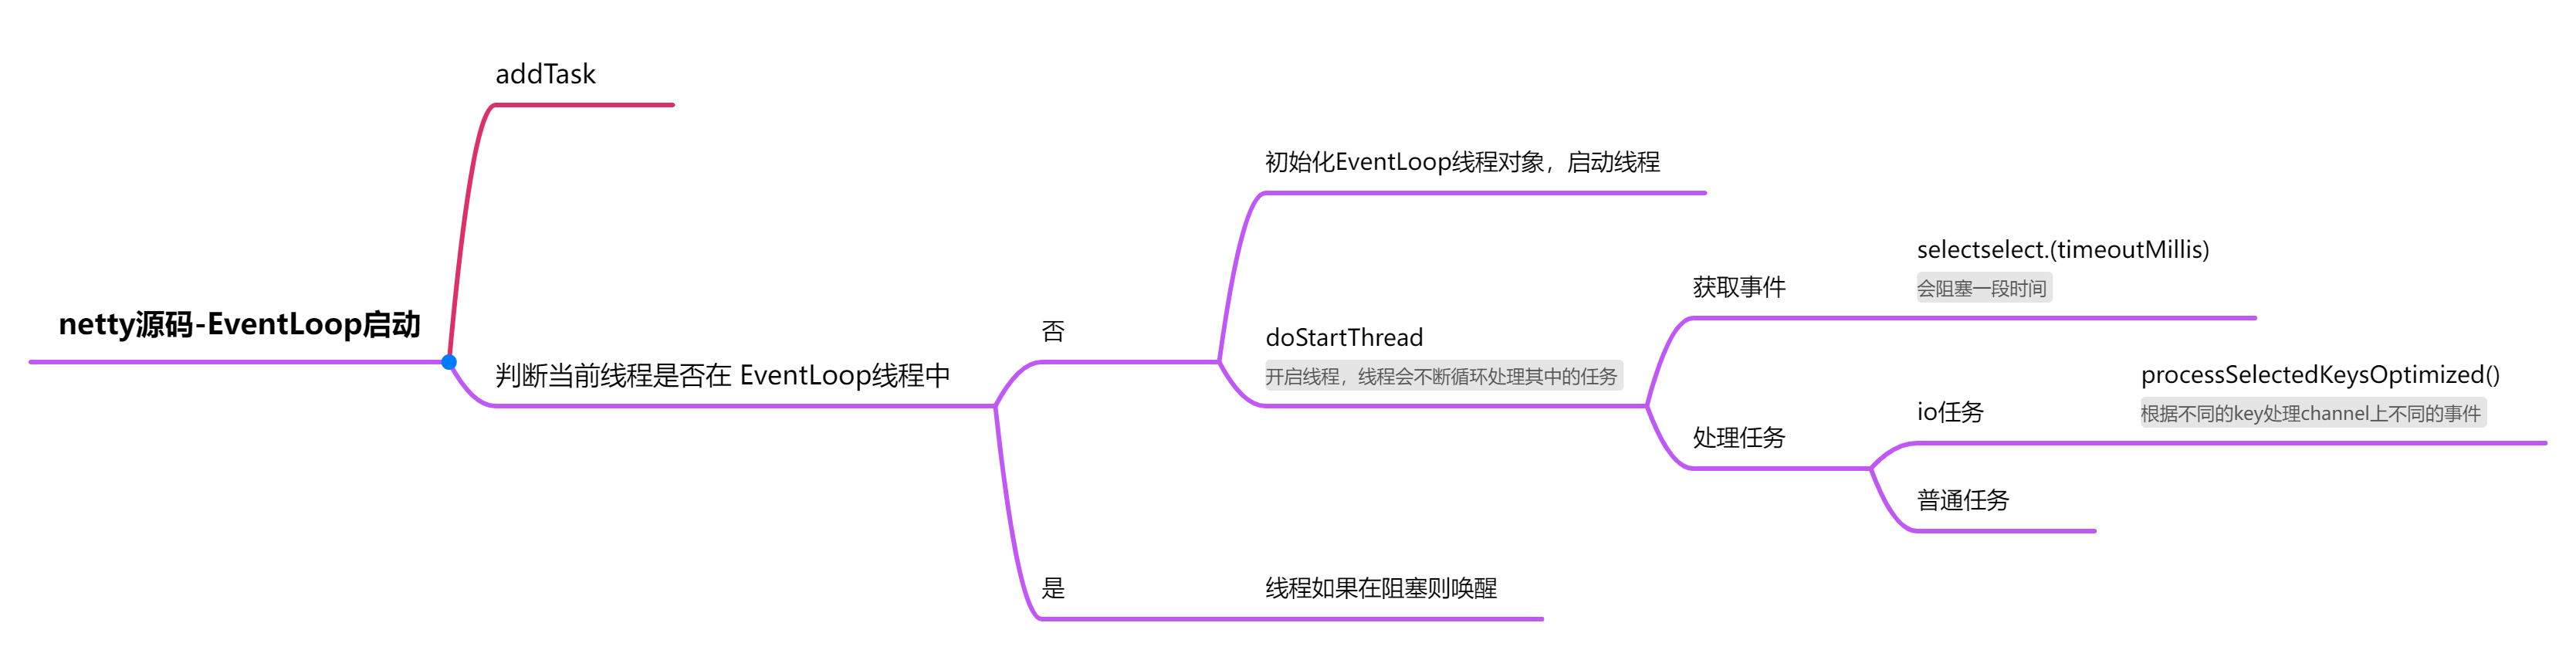 netty源码-EventLoop启动
addTask
判断当前线程是否在 EventLoop线程中
否
初始化EventLoop线程对象，启动线程
doStartThread
开启线程，线程会不断循环处理其中的任务
获取事件
selectselect.(timeoutMillis)
会阻塞一段时间
处理任务
io任务
processSelectedKeysOptimized()
根据不同的key处理channel上不同的事件
普通任务
是
线程如果在阻塞则唤醒